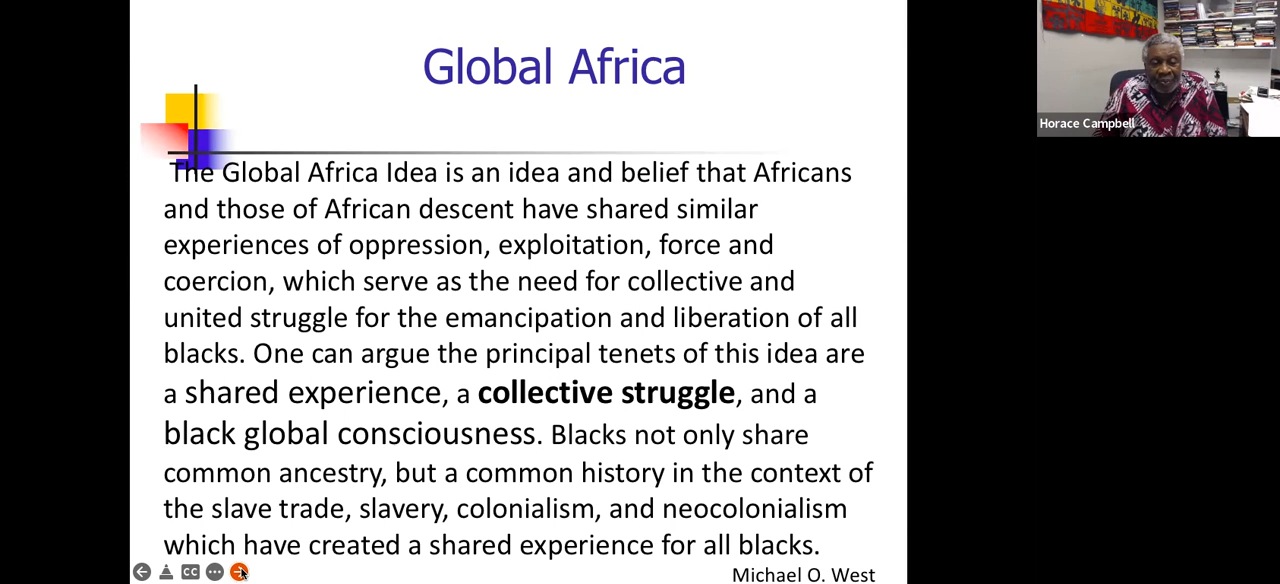 Global Africa
Horace Campbell
The Global Africa Idea is an idea and belief that Africans
and those of African descent have shared similar
experiences of oppression, exploitation, force and
coercion, which serve as the need for collective and
united struggle for the emancipation and liberation of all
blacks. One can argue the principal tenets of this idea are
a shared experience, a collective struggle, and a
black global consciousness. Blacks not only share
common ancestry, but a common history in the context of
the slave trade, slavery, colonialism, and neocolonialism
which have created a shared experience for all blacks.
CC
Michael O. West